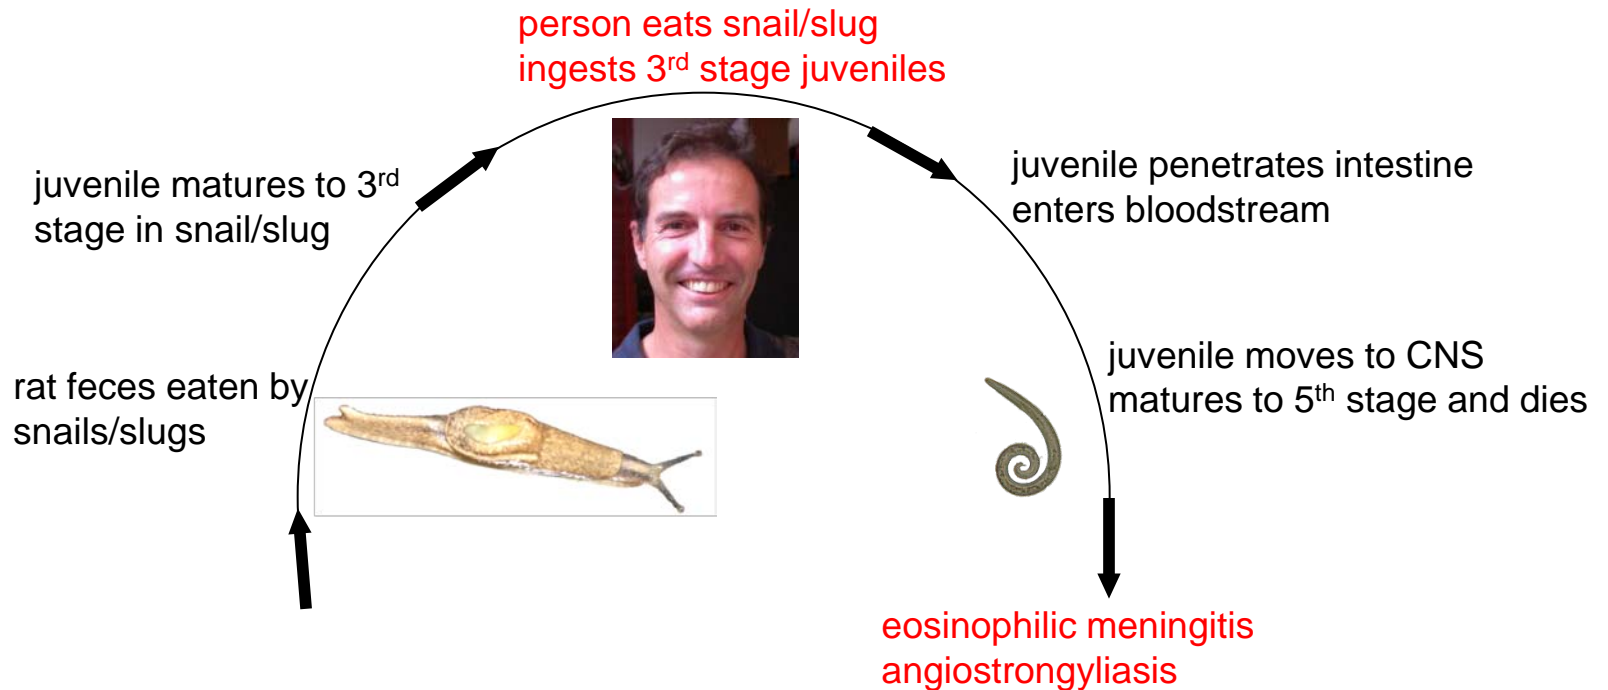 person eats snail/slug
ingests 3rd stage juveniles
juvenile matures to 3rd
stage in snail/slug
juvenile penetrates intestine
enters bloodstream
rat feces eaten by
snails/slugs
juvenile moves to CNS
matures to 5th stage and dies
eosinophilic meningitis
angiostrongyliasis